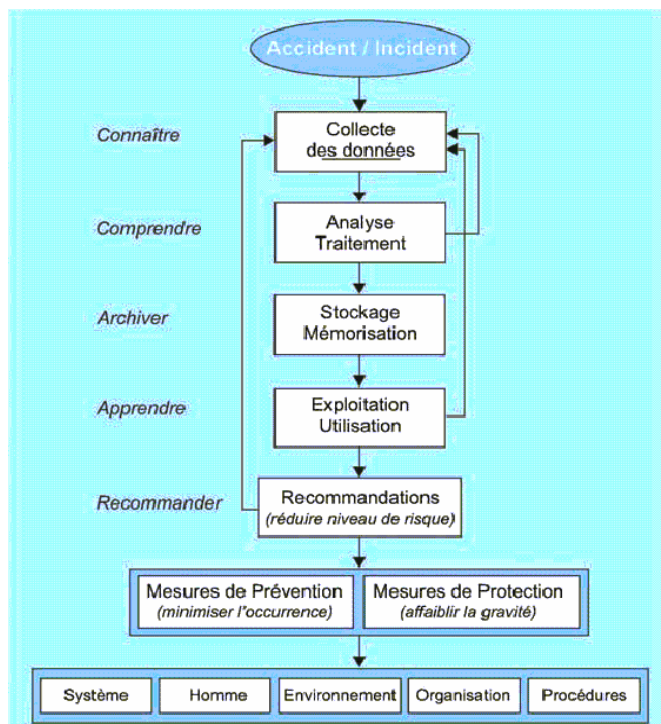 Accident / Incident
Connaître
Collecte
des données
Comprendre
Analyse
Traitement
Archiver
Stockage
Mémorisation
Apprendre
Exploitation
Utilisation
Recommander
Recommandations
(réduire niveau de risque)
Mesures de Prévention
(minimiser l'occurrence)
Mesures de Protection
(affaiblir la gravité)
Système
Homme
Environnement
Organisation
Procédures